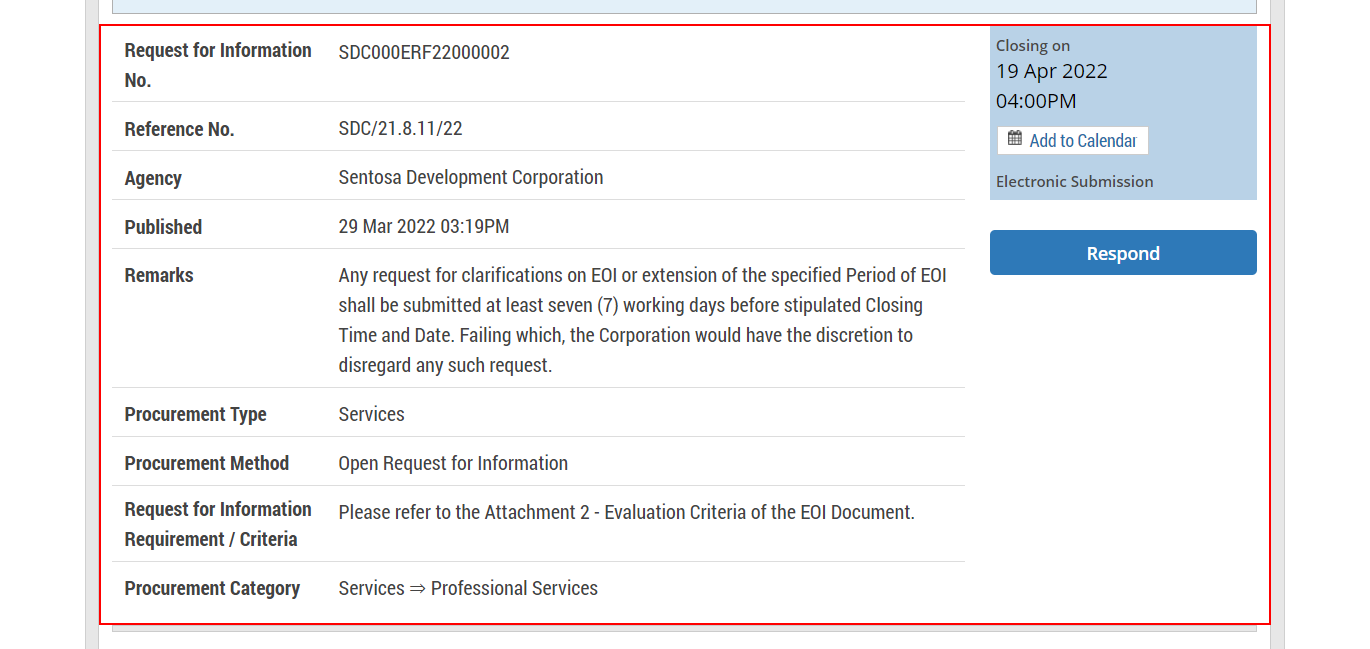 Request for Information
No.
SDC000ERF22000002
Reference No.
SDC/21.8.11/22
Agency
Sentosa Development Corporation
Published
29 Mar 2022 03:19PM
Remarks
Any request for clarifications on EOI or extension of the specified Period of EOI
shall be submitted at least seven (7) working days before stipulated Closing
Time and Date. Failing which, the Corporation would have the discretion to
disregard any such request.
Procurement Type
Services
Procurement Method
Open Request for Information
Request for Information
Requirement / Criteria
Please refer to the Attachment 2 - Evaluation Criteria of the EOI Document.
Procurement Category
Services ⇒ Professional Services
Closing on
19 Apr 2022
04:00PM
Add to Calendar
Electronic Submission
Respond